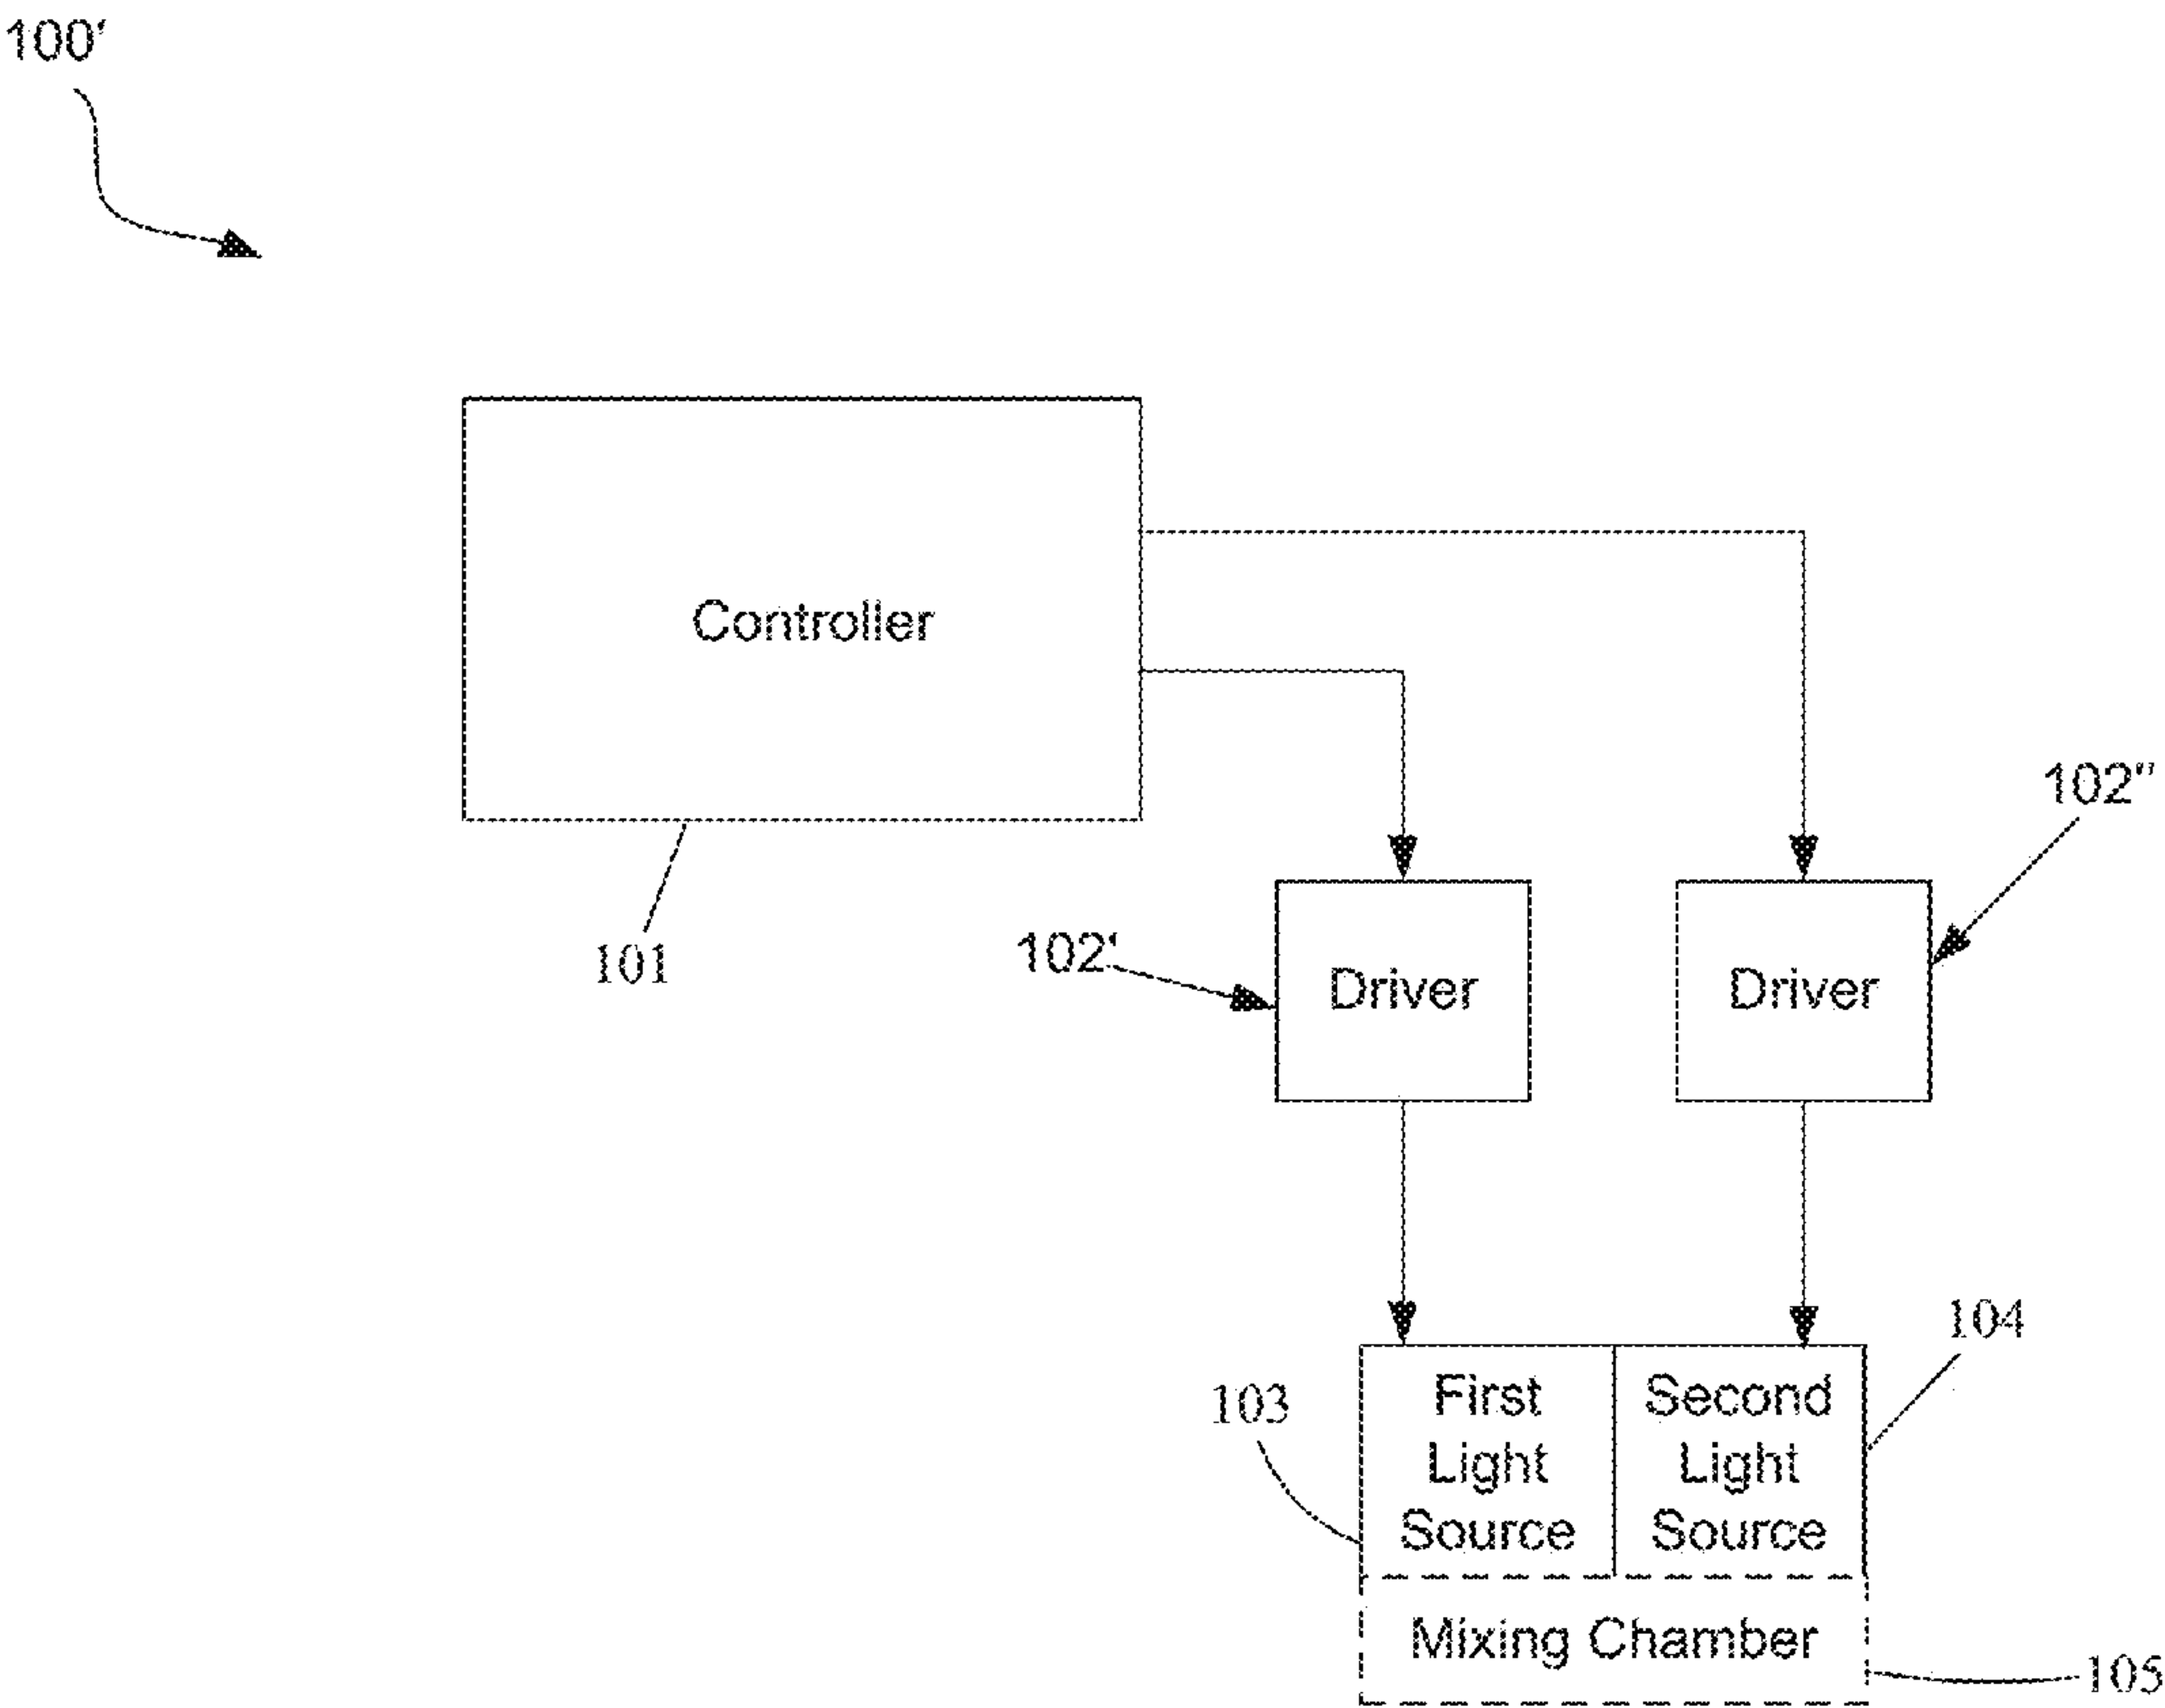 100'
Controller
101
102"
102'
Driver
Driver
104
103
First
Light
Source
Second
Light
Source
Mixing Chamber
105